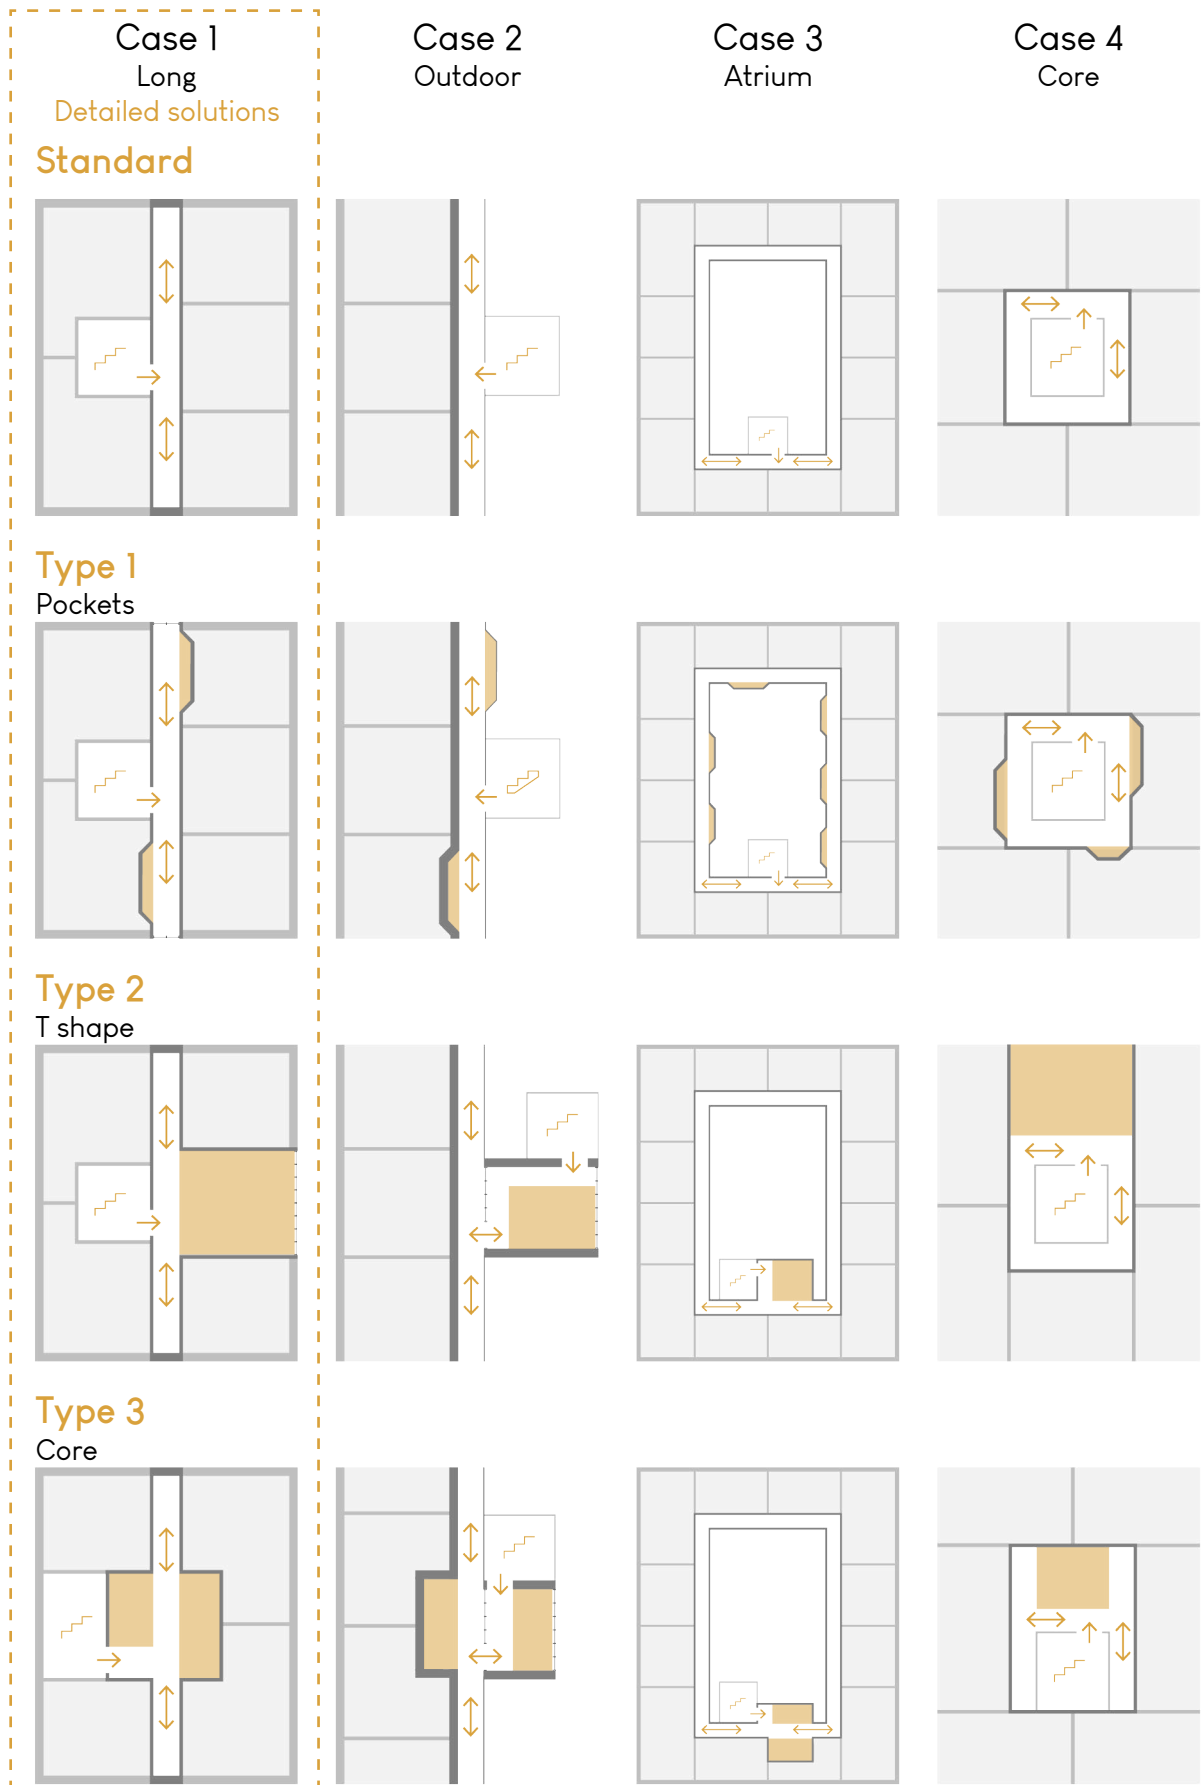 Case 1
Long
Detailed solutions
Case 2
Outdoor
Case 3
Atrium
Case 4
Core
Standard
Type 1
Pockets
Type 2
T shape
Type 3
Core